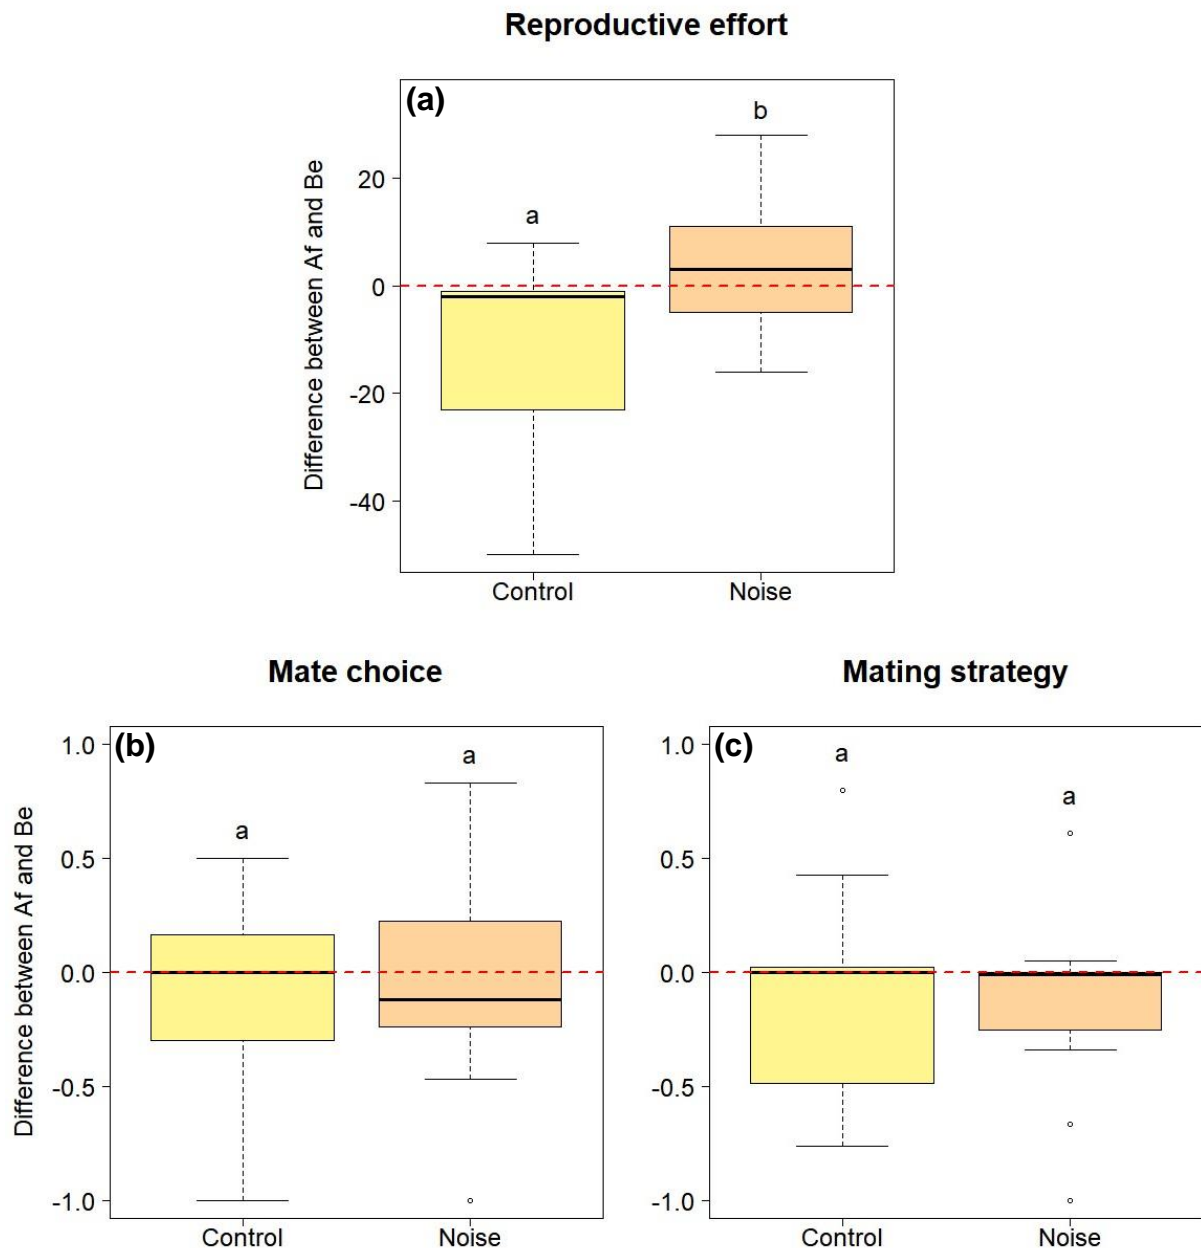 Reproductive effort
(a)
b
a
Difference between Af and Be
20
0
-20
-40
Control Noise
Mate choice Mating strategy
(b)
a
a
Difference between Af and Be
1.0
0.5
0.0
-0.5
-1.0
Control Noise
(c)
a
a
1.0
0.5
0.0
-0.5
-1.0
Control Noise